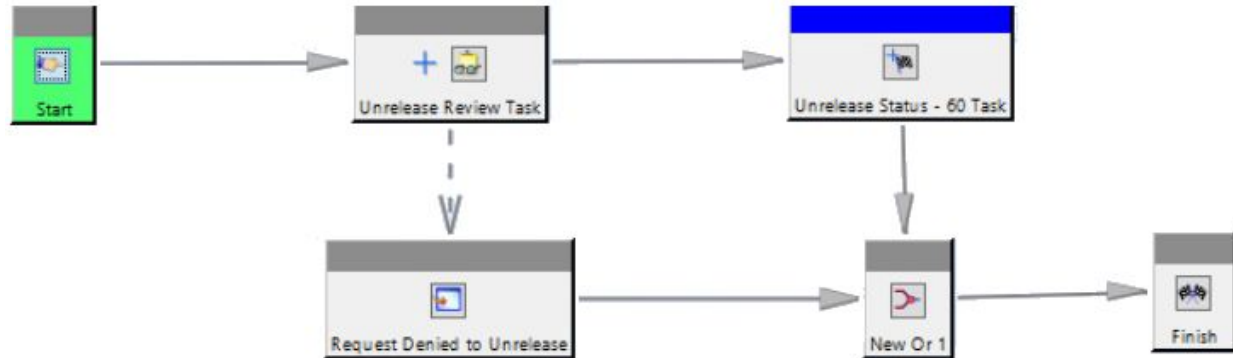 Start
Unrelease Review Task
Unrelease Status - 60 Task
Request Denied to Unrelease
New Or 1
Finish